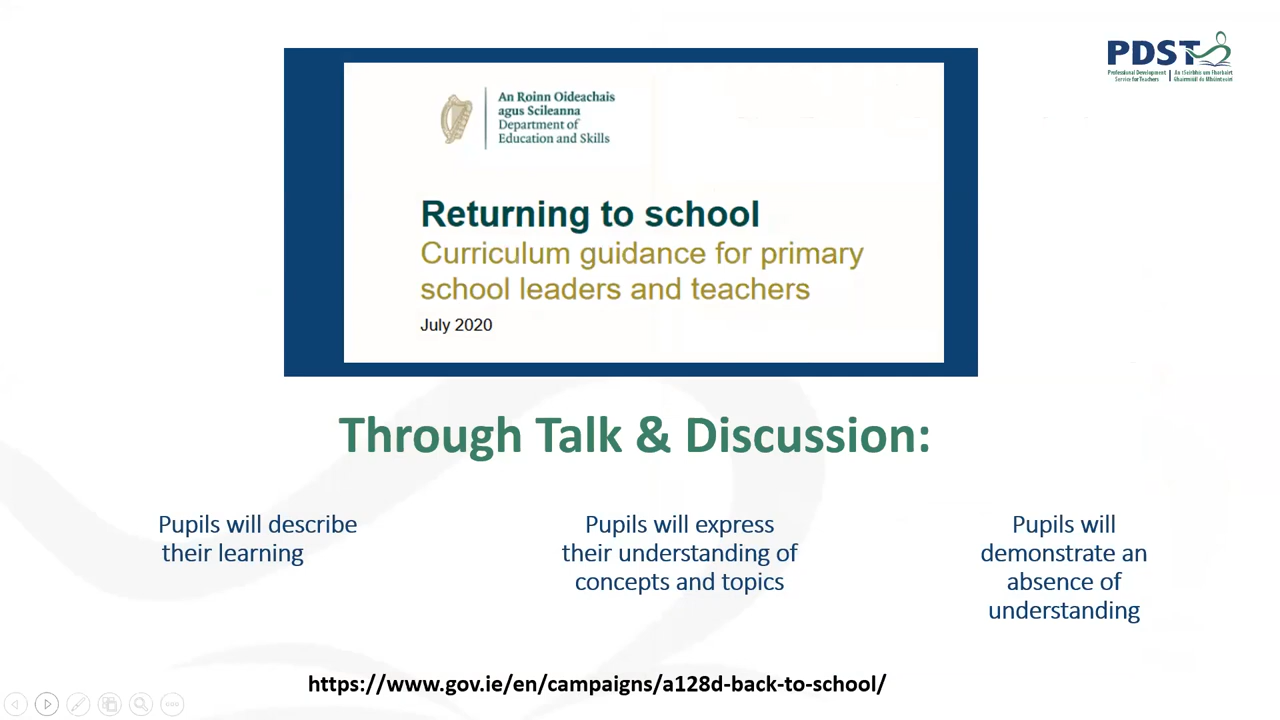 PDST
Professional Development
Service for Teachers
An tSeirbhís um Fhorbairt
Ghairmiúil do Mhúinteoirí
An Roinn Oideachais
agus Scileanna
Department of
Education and Skills
Returning to school
Curriculum guidance for primary
school leaders and teachers
July 2020
Through Talk & Discussion:
Pupils will describe
their learning
Pupils will express
their understanding of
concepts and topics
Pupils will
demonstrate an
absence of
understanding
https://www.gov.ie/en/campaigns/a128d-back-to-school/